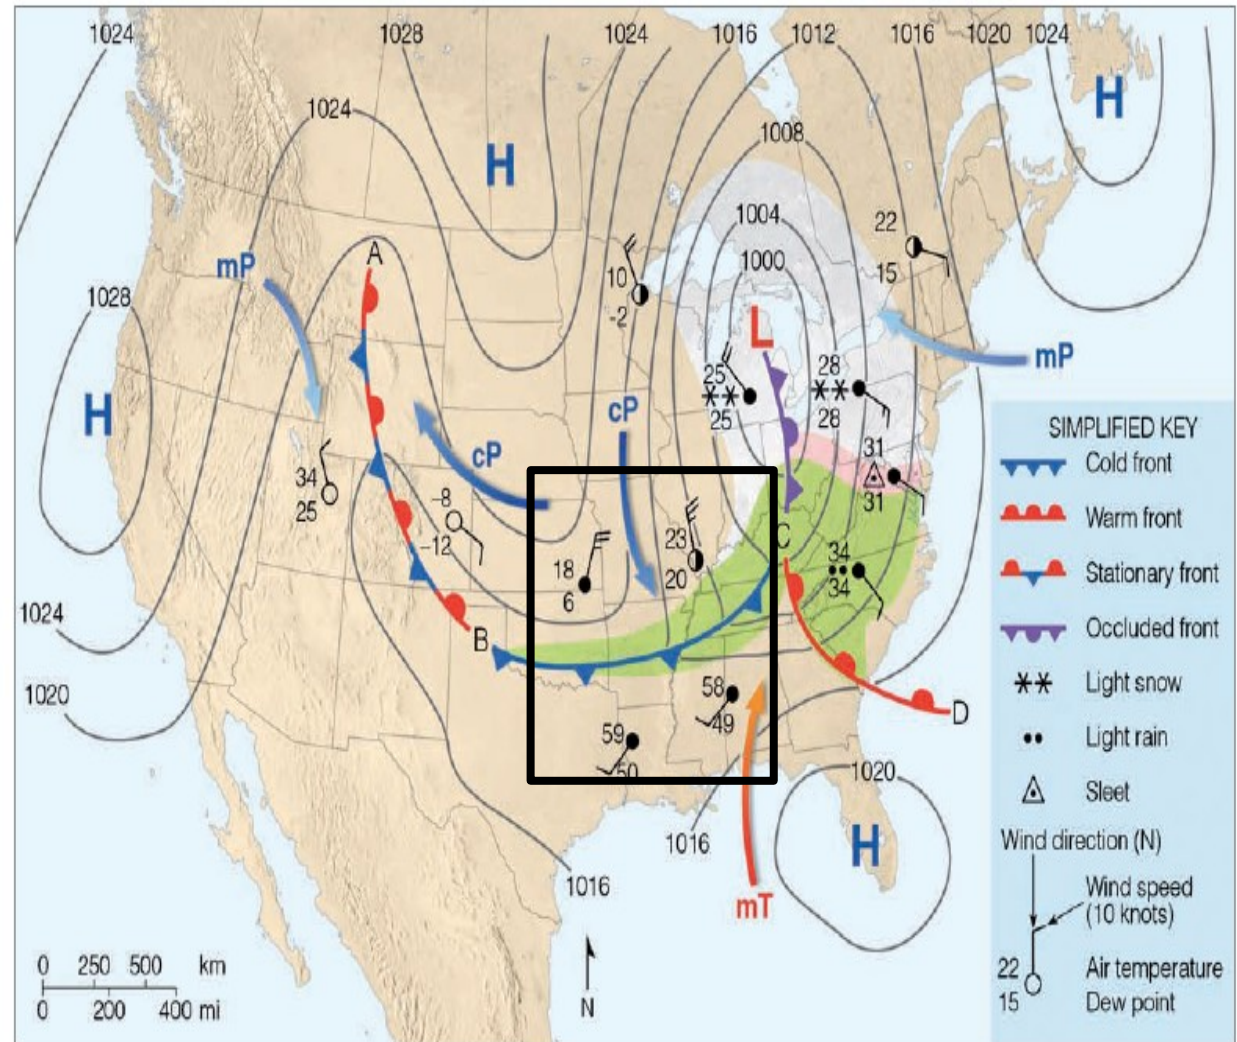 1024
1028
1024
1016
1012
1016
1020
1024
H
1024
1008
H
1004
22
15
A
mP
1000
10
-2
1028
L
mP
25
25
28
28
H
cP
31
31
cP
34
25
-8
-12
23
20
C
18
6
34
34
1024
B
1020
58
49
D
59
50
1020
1016
H
1016
mT
0 250 500 km
0 200 400 mi
N
SIMPLIFIED KEY
Cold front
Warm front
Stationary front
Occluded front
Light snow
Light rain
Sleet
Wind direction (N)
Wind speed
(10 knots)
22 Air temperature
15 Dew point